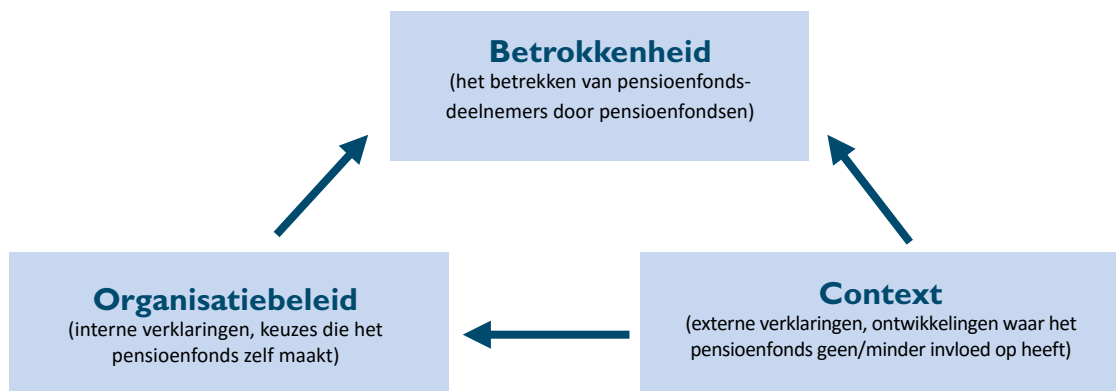 Betrokkenheid
(het betrekken van pensioenfonds-
deelnemers door pensioenfondsen)
Organisatiebeleid
(interne verklaringen, keuzes die het
pensioenfonds zelf maakt)
Context
(externe verklaringen, ontwikkelingen waar het
pensioenfonds geen/minder invloed op heeft)